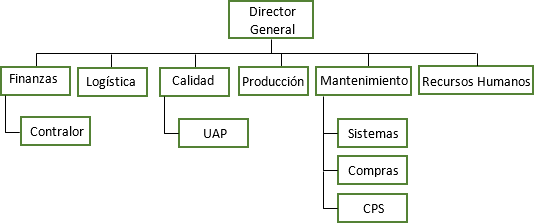 Director
General
Finanzas
Logística
Calidad
Producción
Mantenimiento
Recursos Humanos
Contralor
UAP
Sistemas
Compras
CPS